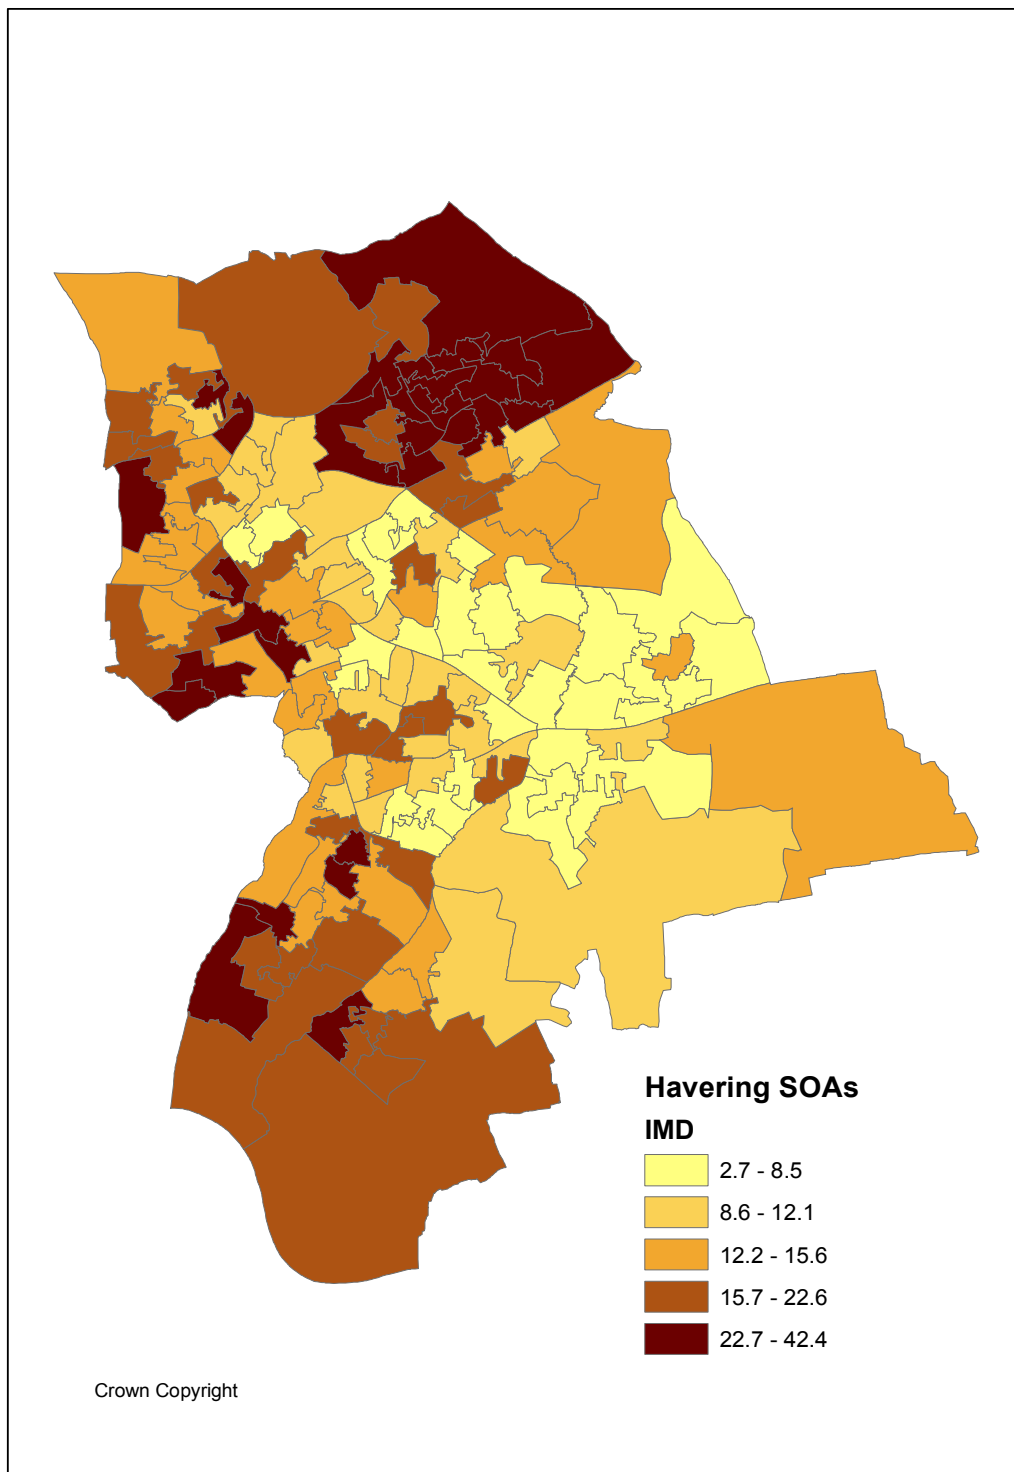 Havering SOAs
IMD
2.7 - 8.5
8.6 - 12.1
12.2 - 15.6
15.7 - 22.6
22.7 - 42.4
Crown Copyright